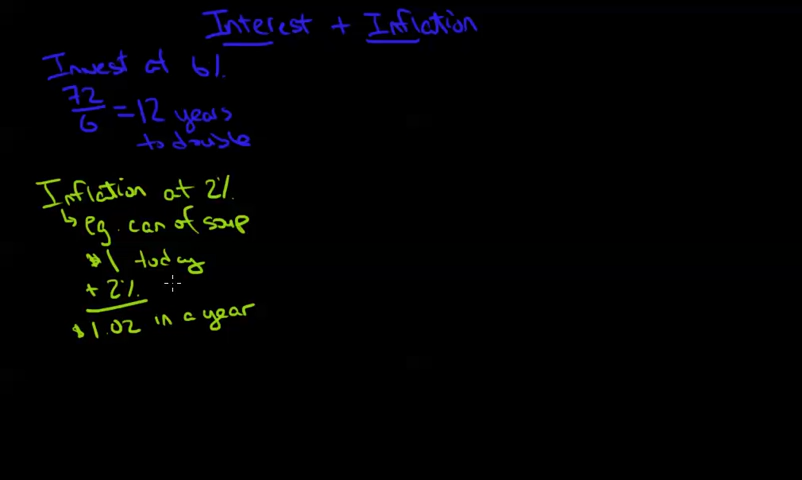 Interest + Inflation
Invest at 6%
72
6
= 12 years
to double
Inflation at 2%
↳ eg. can of soup
$1 today
+ 2%
$1.02 in a year